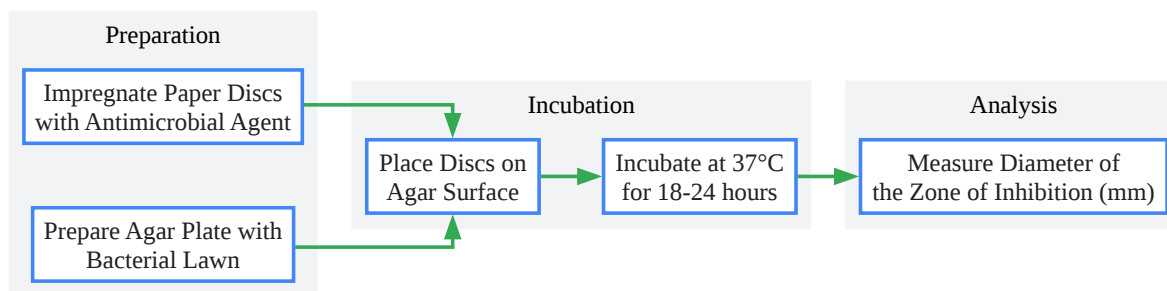 Preparation
Impregnate Paper Discs
with Antimicrobial Agent
Prepare Agar Plate with
Bacterial Lawn
Incubation
Place Discs on
Agar Surface
Incubate at 37°C
for 18-24 hours
Analysis
Measure Diameter of
the Zone of Inhibition (mm)